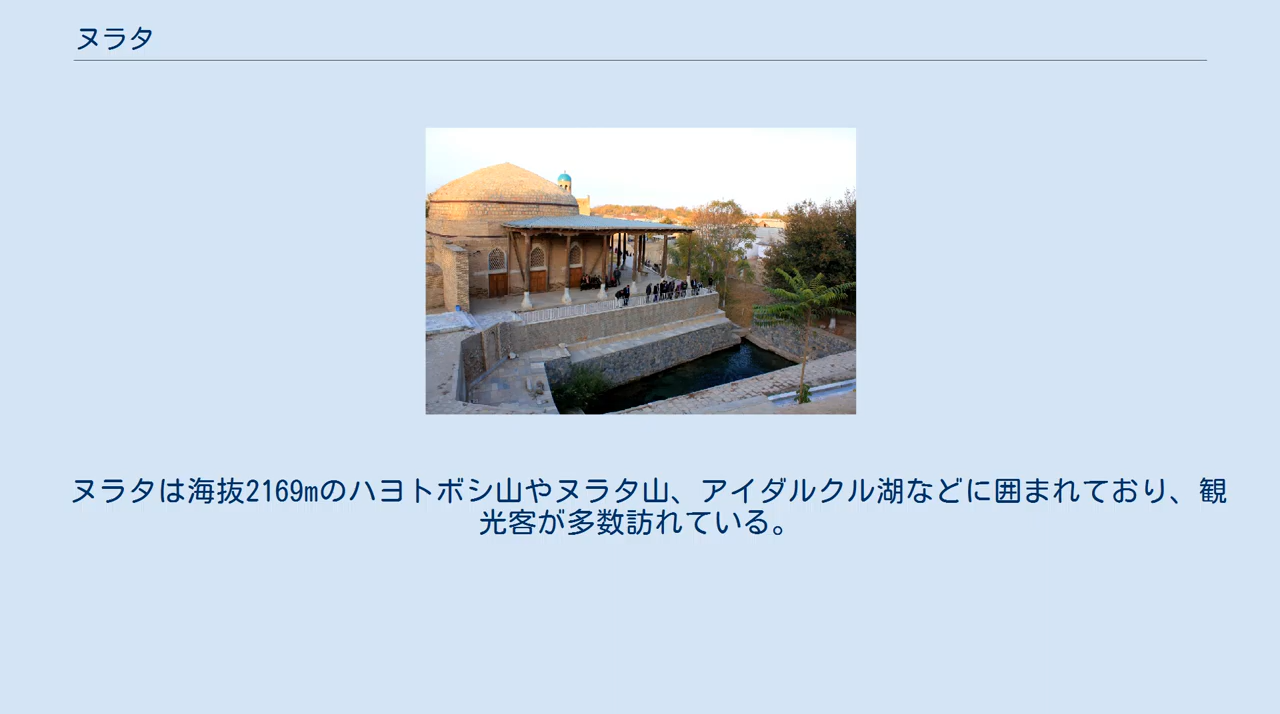 ヌラタ
ヌラタは海抜2169mのハヨトボシ山やヌラタ山、アイダルクル湖などに囲まれており、観
光客が多数訪れている。